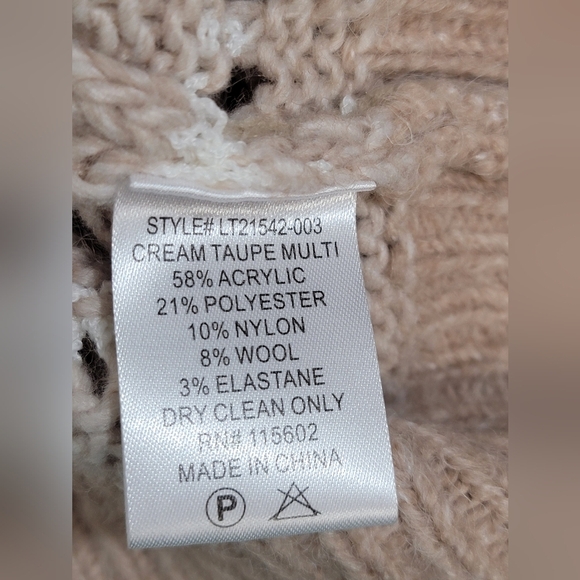 STYLE# LT21542-003
CREAM TAUPE MULTI
58% ACRYLIC
21% POLYESTER
10% NYLON
8% WOOL
3% ELASTANE
DRY CLEAN ONLY
RN# 115602
MADE IN CHINA
P